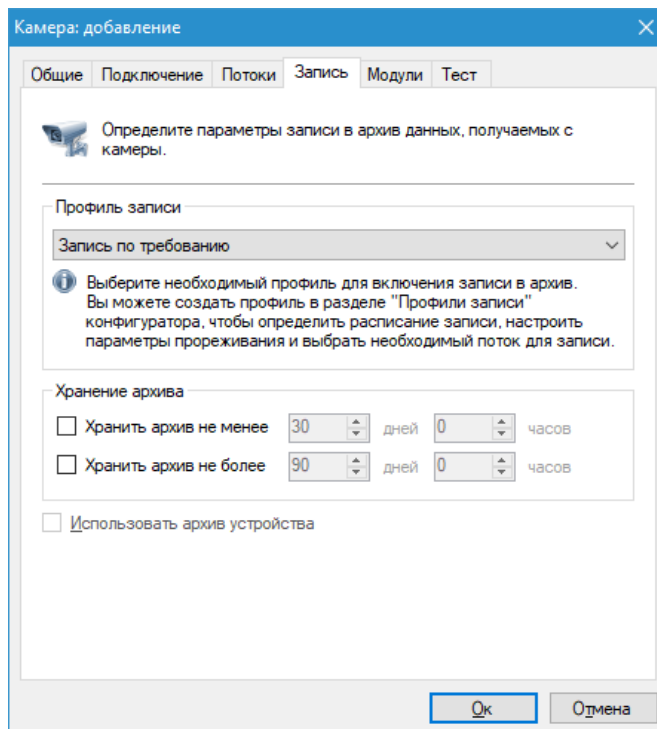 Камера: добавление
Общие Подключение Потоки Запись Модули Тест
Определите параметры записи в архив данных, получаемых с
камеры.
Профиль записи
Запись по требованию
Выберите необходимый профиль для включения записи в архив.
Вы можете создать профиль в разделе "Профили записи"
конфигуратора, чтобы определить расписание записи, настроить
параметры прореживания и выбрать необходимый поток для записи.
Хранение архива
Хранить архив не менее 30 дней 0 часов
Хранить архив не более 90 дней 0 часов
Использовать архив устройства
Ок Отмена